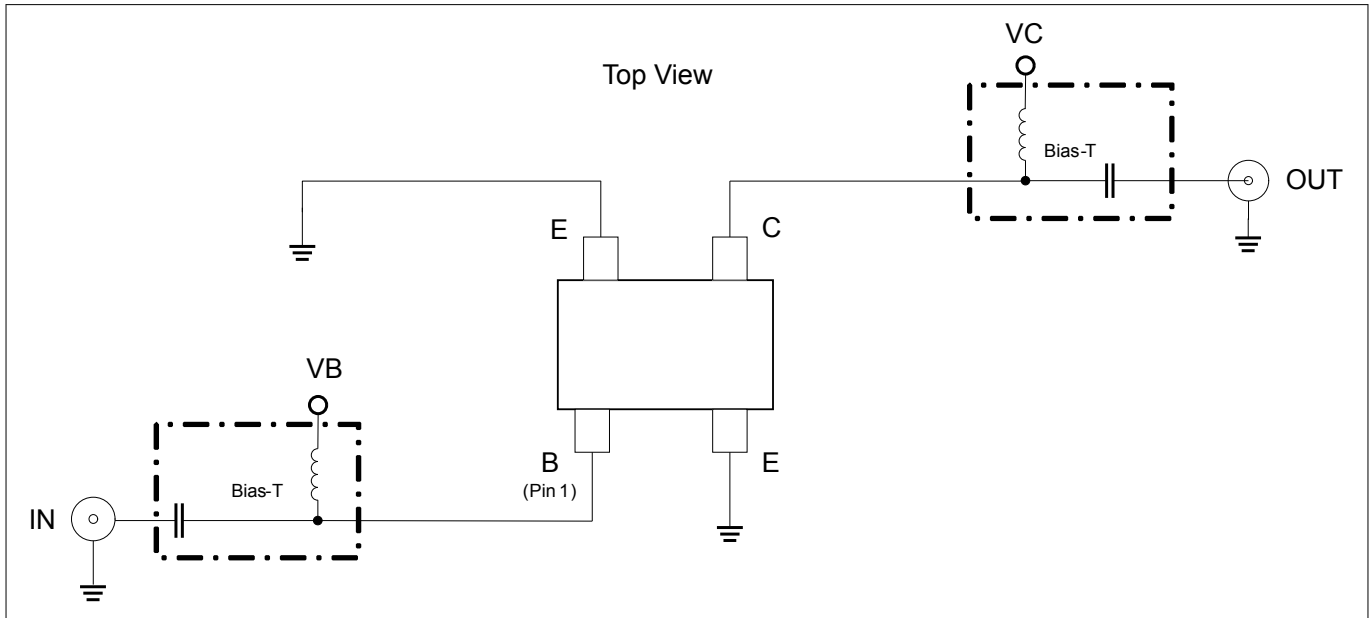 VC
Top View
Bias-T
OUT
E
C
VB
B
(Pin 1)
E
Bias-T
IN